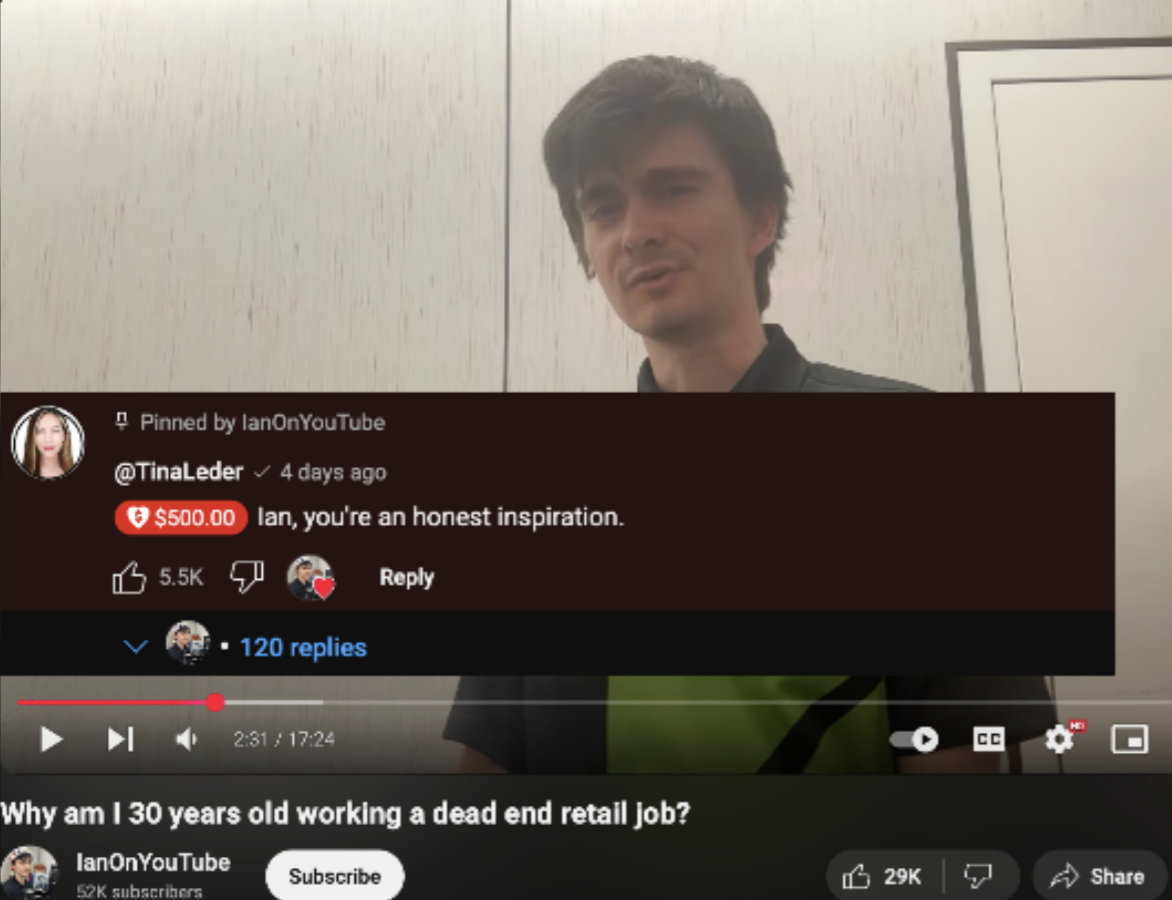 Pinned by IanOnYouTube
@TinaLeder 4 days ago
$500.00 Ian, you're an honest inspiration.
5.5K Reply
120 replies
2:31 / 17:24 CC HD
Why am I 30 years old working a dead end retail job?
IanOnYouTube
52K subscribers
Subscribe 29K Share